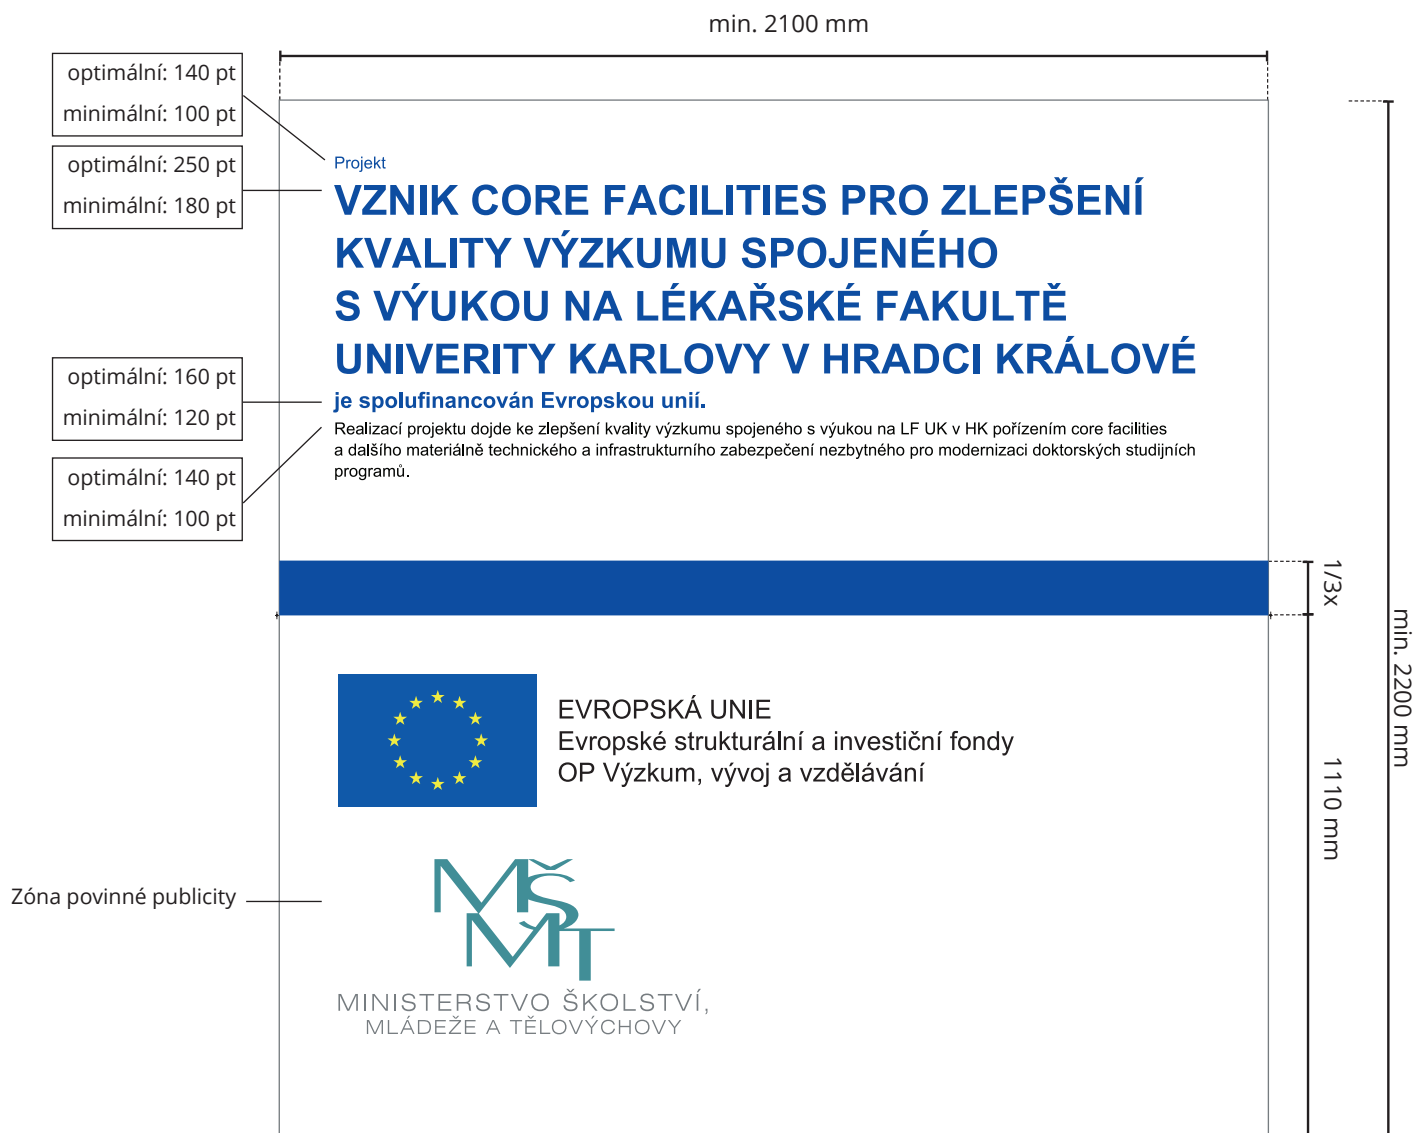 min. 2100 mm
optimální: 140 pt
minimální: 100 pt
optimální: 250 pt
minimální: 180 pt
Projekt
VZNIK CORE FACILITIES PRO ZLEPŠENÍ
KVALITY VÝZKUMU SPOJENÉHO
S VÝUKOU NA LÉKAŘSKÉ FAKULTĚ
UNIVERITY KARLOVY V HRADCI KRÁLOVÉ
optimální: 160 pt
minimální: 120 pt
je spolufinancován Evropskou unií.
Realizací projektu dojde ke zlepšení kvality výzkumu spojeného s výukou na LF UK v HK pořízením core facilities
a dalšího materiálně technického a infrastrukturního zabezpečení nezbytného pro modernizaci doktorských studijních
programů.
optimální: 140 pt
minimální: 100 pt
1/3x
min. 2200 mm
1110 mm
EVROPSKÁ UNIE
Evropské strukturální a investiční fondy
OP Výzkum, vývoj a vzdělávání
Zóna povinné publicity
MŠ
MT
MINISTERSTVO ŠKOLSTVÍ,
MLÁDEŽE A TĚLOVÝCHOVY